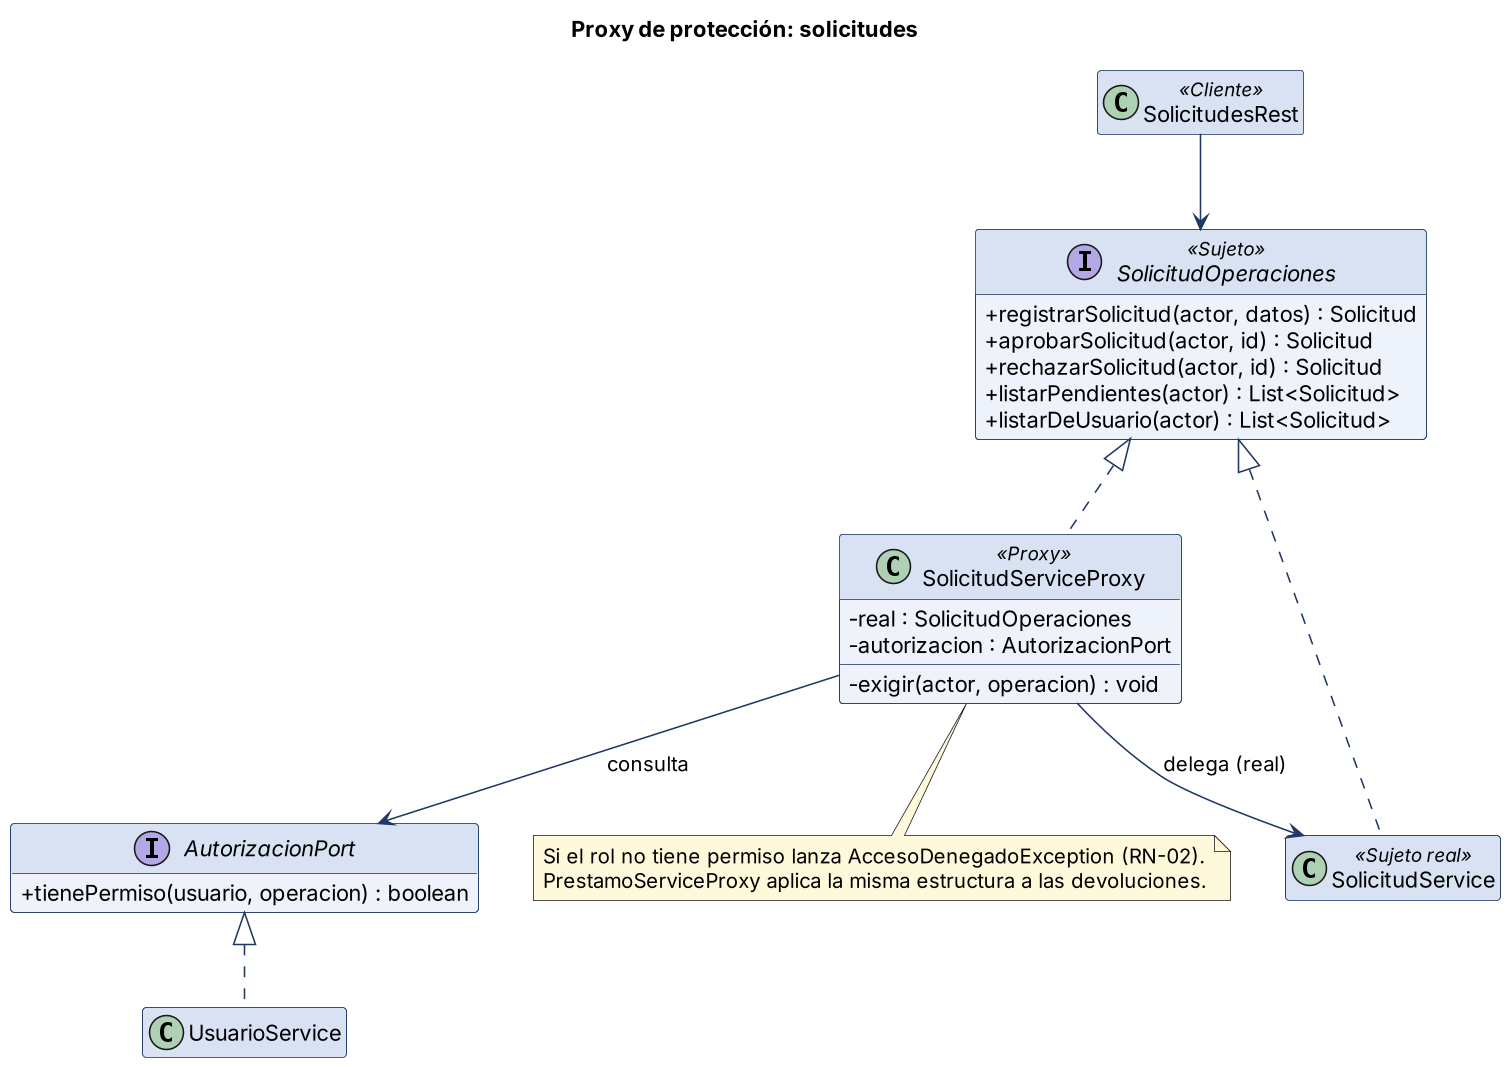 Proxy de protección: solicitudes
C
«Cliente»
SolicitudesRest
I
«Sujeto»
SolicitudOperaciones
+registrarSolicitud(actor, datos) : Solicitud
+aprobarSolicitud(actor, id) : Solicitud
+rechazarSolicitud(actor, id) : Solicitud
+listarPendientes(actor) : List<Solicitud>
+listarDeUsuario(actor) : List<Solicitud>
C
«Proxy»
SolicitudServiceProxy
-real : SolicitudOperaciones
-autorizacion : AutorizacionPort
-exigir(actor, operacion) : void
consulta
delega (real)
I
AutorizacionPort
+tienePermiso(usuario, operacion) : boolean
Si el rol no tiene permiso lanza AccesoDenegadoException (RN-02).
PrestamoServiceProxy aplica la misma estructura a las devoluciones.
C
«Sujeto real»
SolicitudService
C
UsuarioService